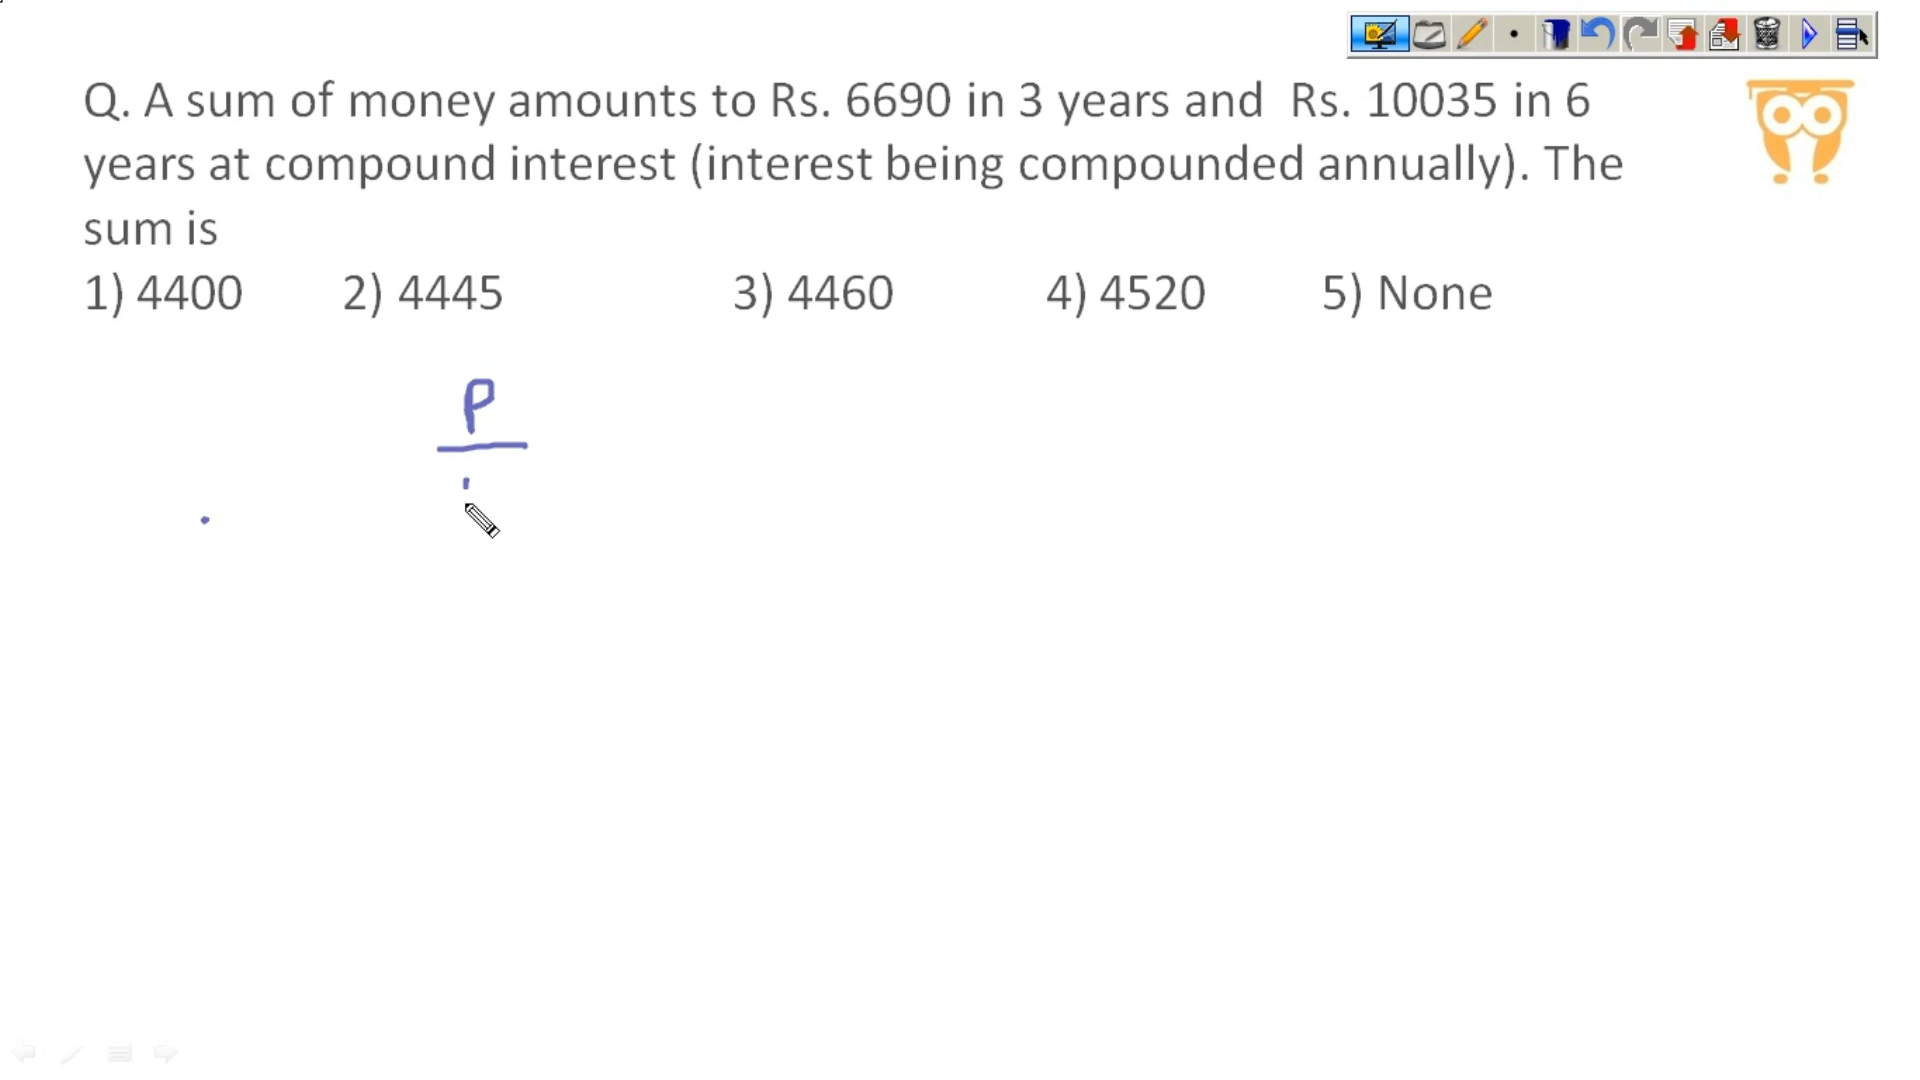 Q. A sum of money amounts to Rs. 6690 in 3 years and Rs. 10035 in 6
years at compound interest (interest being compounded annually). The
sum is
1) 4400 2) 4445 3) 4460 4) 4520 5) None
P